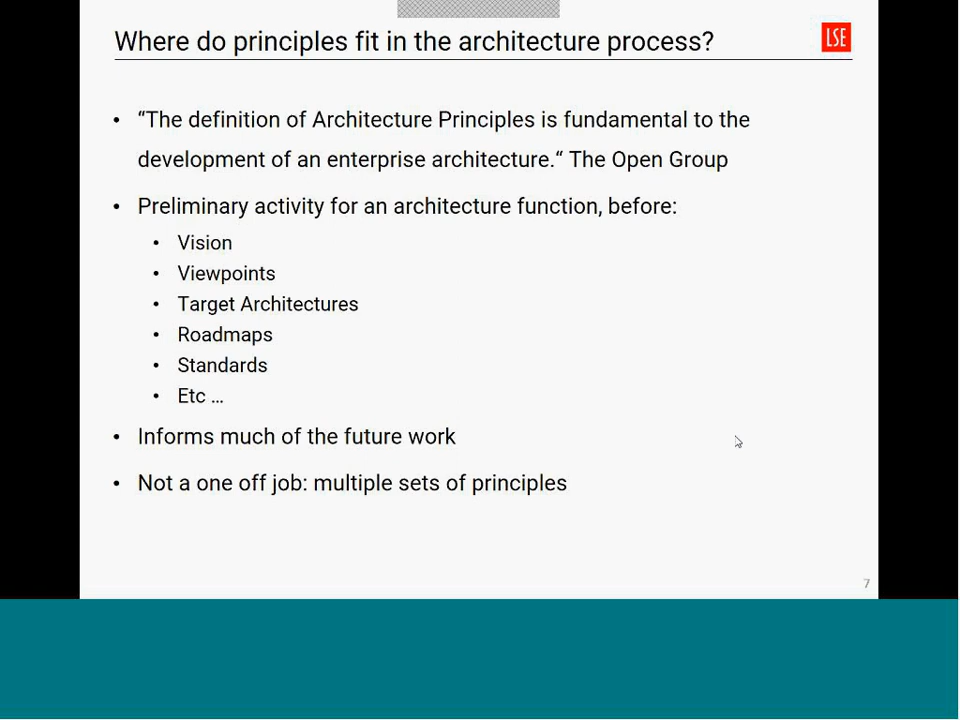 Where do principles fit in the architecture process?
LSE
• “The definition of Architecture Principles is fundamental to the
development of an enterprise architecture.“ The Open Group
• Preliminary activity for an architecture function, before:
• Vision
• Viewpoints
• Target Architectures
• Roadmaps
• Standards
• Etc ...
• Informs much of the future work
• Not a one off job: multiple sets of principles
7